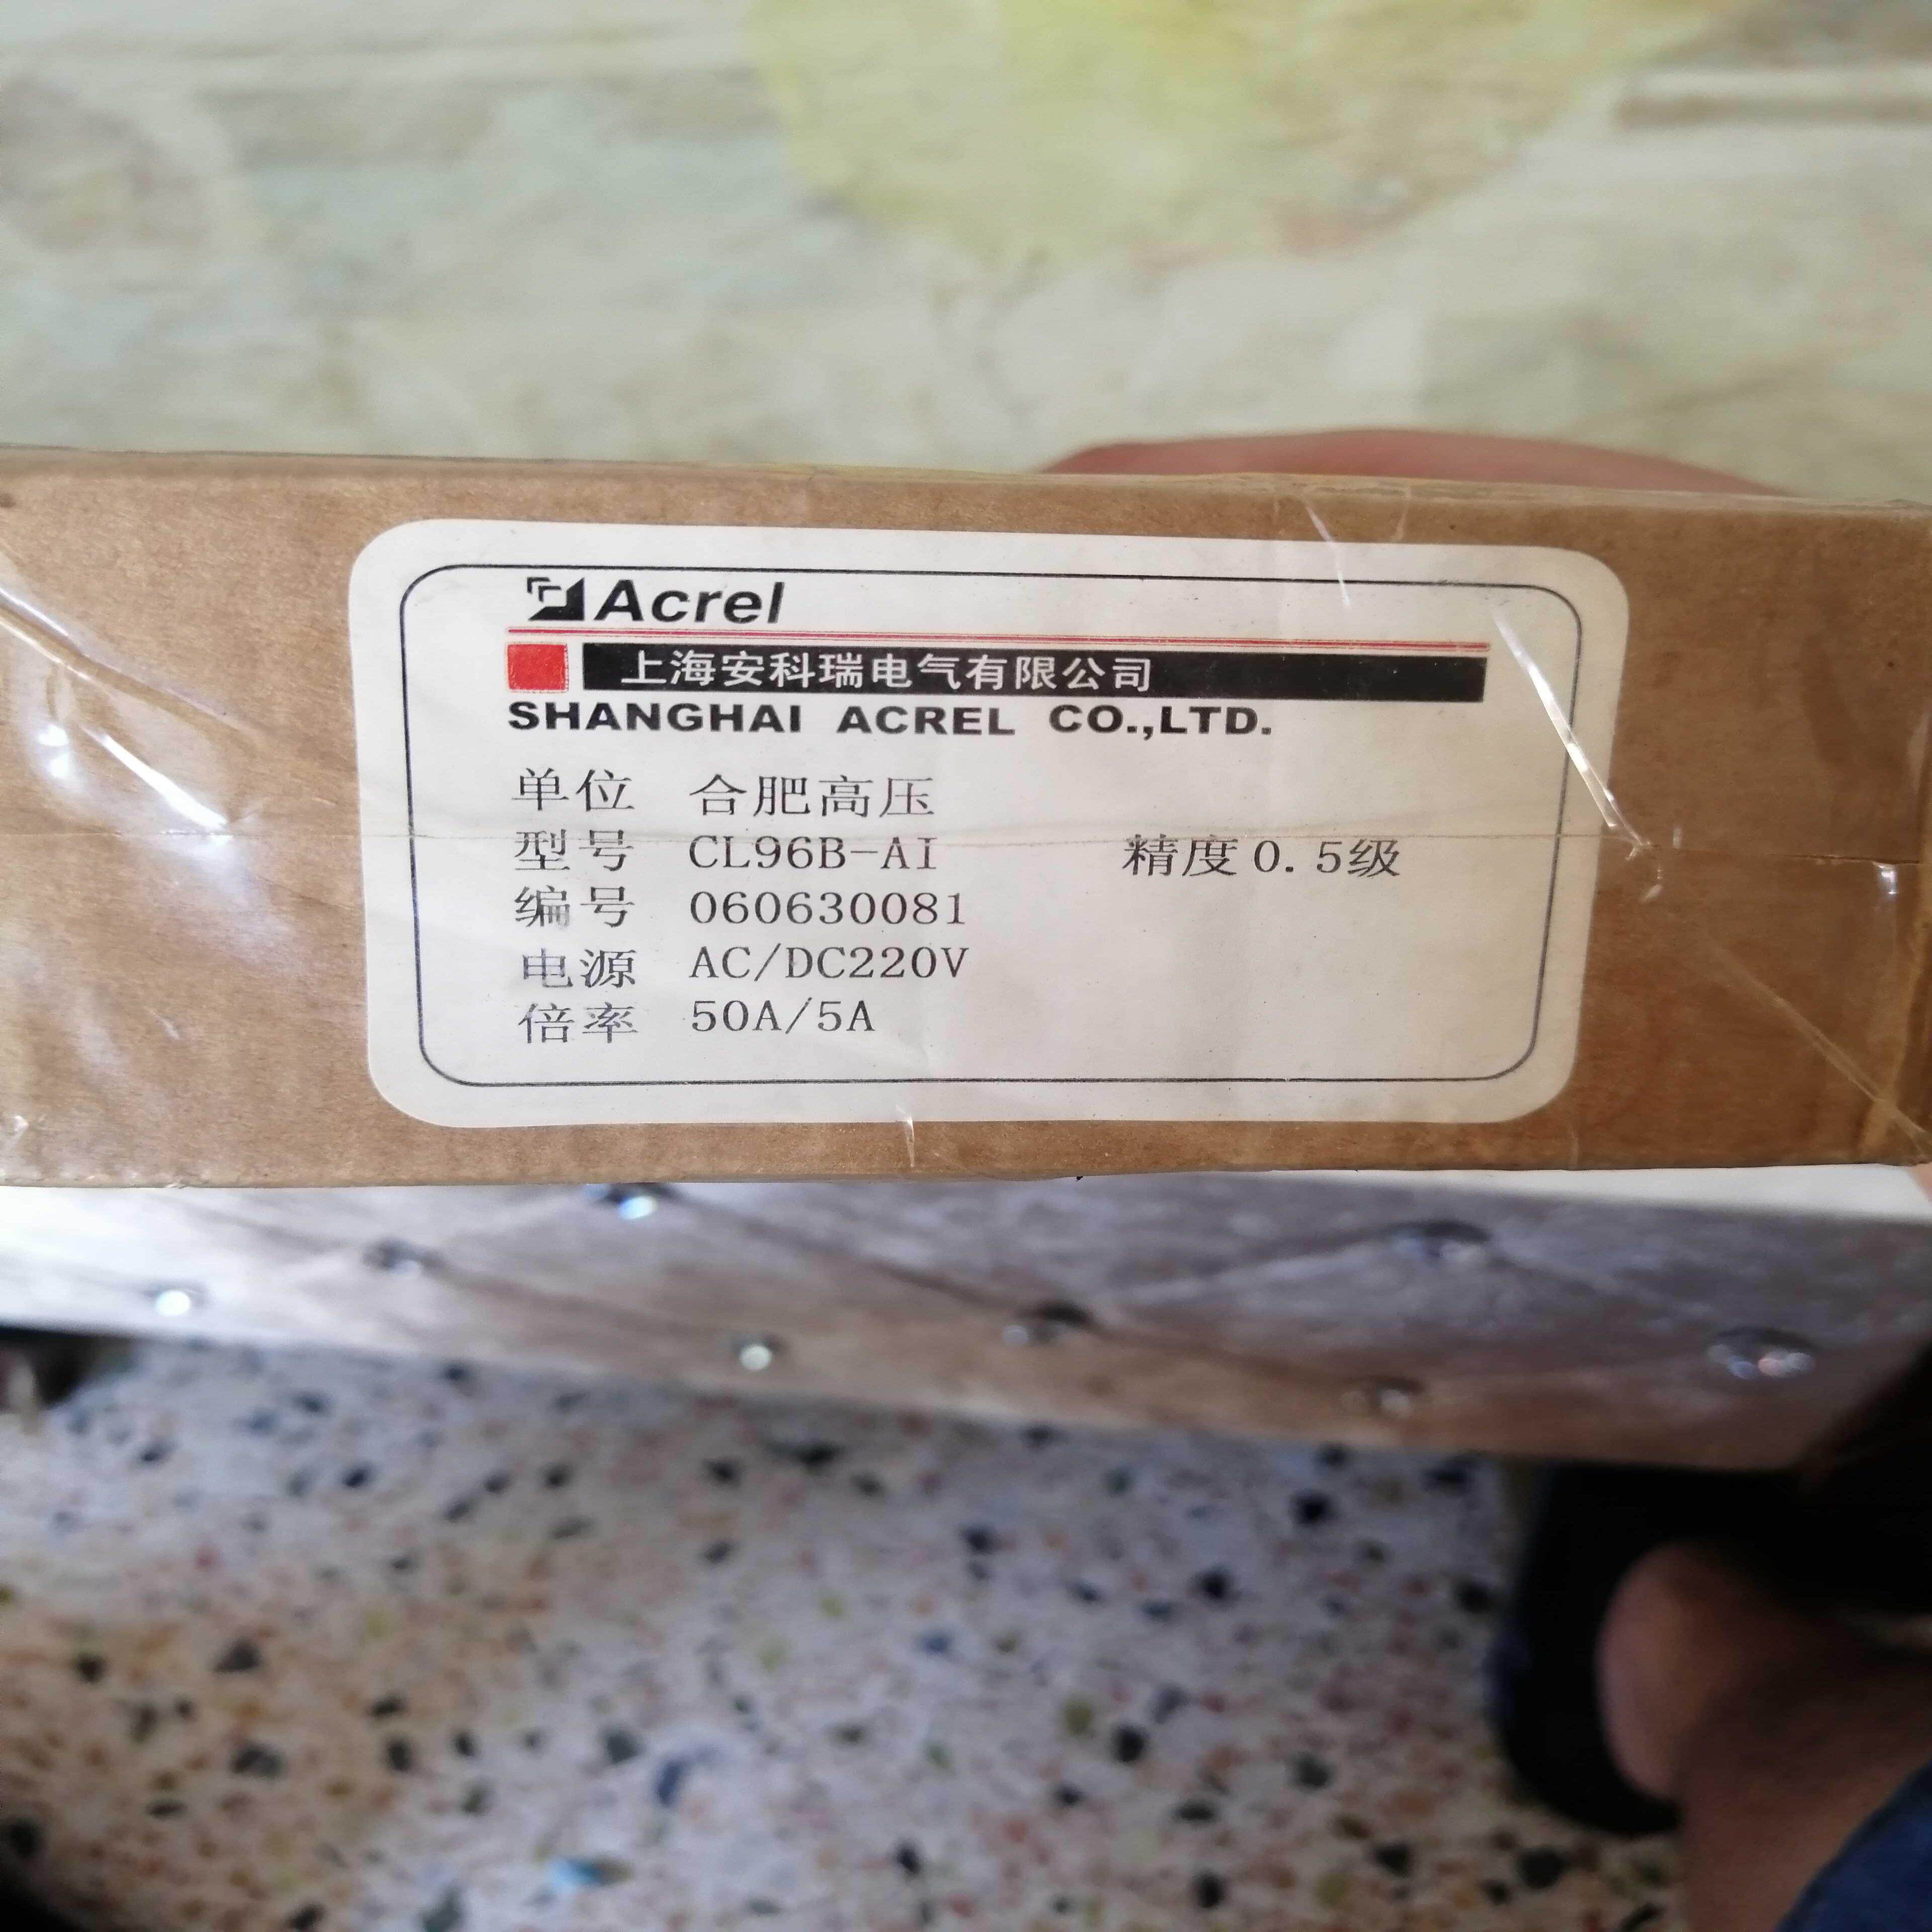 Acrel
上海安科瑞电气有限公司
SHANGHAI ACREL CO.,LTD.
单位 合肥高压
型号 CL96B-AI 精度0.5级
编号 060630081
电源 AC/DC220V
倍率 50A/5A